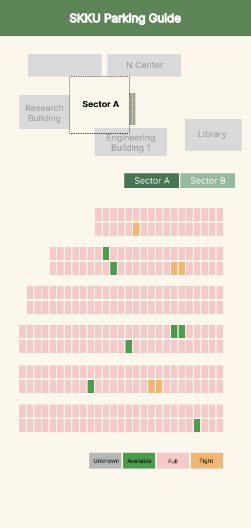 SKKU Parking Guide
N Center
Sector A
Research
Building
Engineering
Building 1
Library
Sector A
Sector B
Unknown
Available
Full
Tight